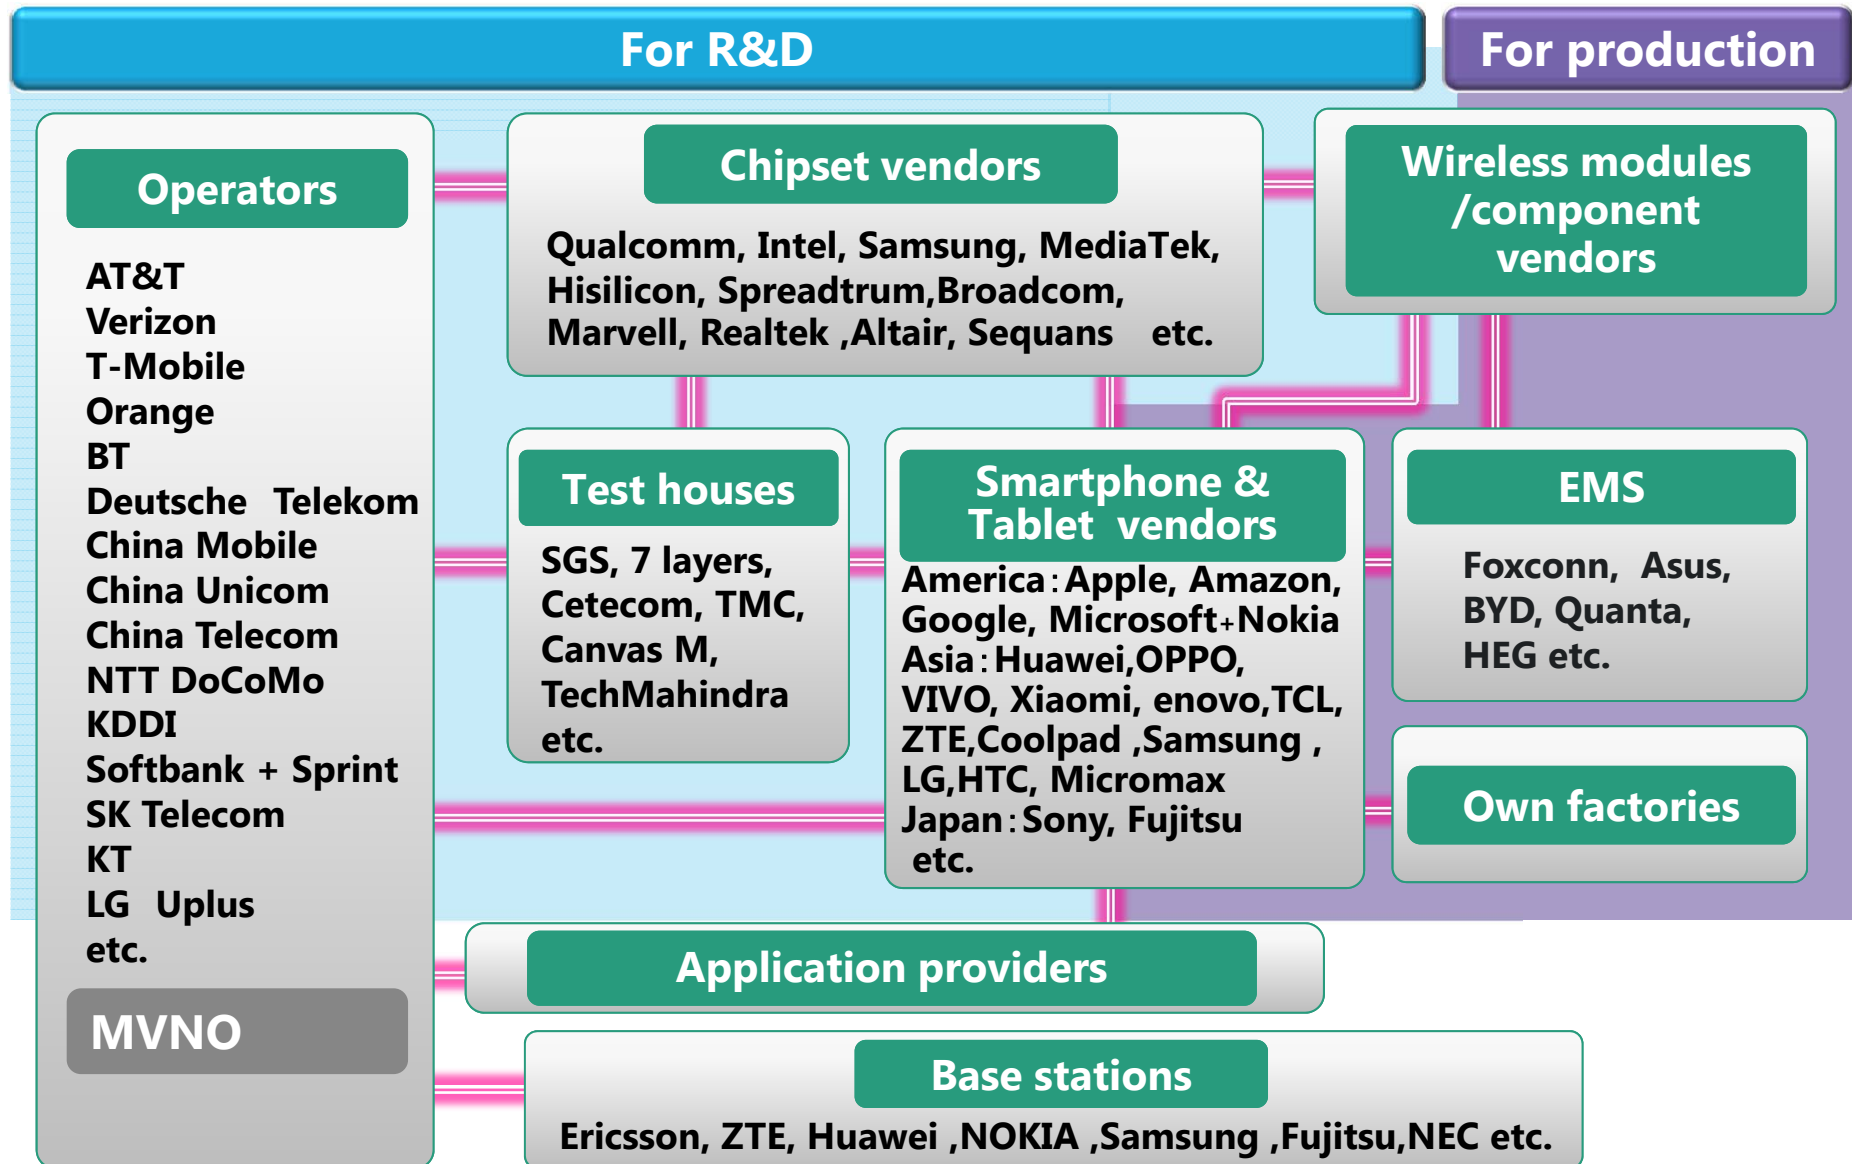 For R&D
For production
Operators
AT&T
Verizon
T-Mobile
Orange
BT
Deutsche Telekom
China Mobile
China Unicom
China Telecom
NTT DoCoMo
KDDI
Softbank + Sprint
SK Telecom
KT
LG Uplus
etc.
MVNO
Chipset vendors
Qualcomm, Intel, Samsung, MediaTek,
Hisilicon, Spreadtrum,Broadcom,
Marvell, Realtek ,Altair, Sequans etc.
Wireless modules
/component
vendors
Test houses
SGS, 7 layers,
Cetecom, TMC,
Canvas M,
TechMahindra
etc.
Smartphone &
Tablet vendors
America：Apple, Amazon,
Google, Microsoft+Nokia
Asia：Huawei,OPPO,
VIVO, Xiaomi, enovo,TCL,
ZTE,Coolpad ,Samsung ,
LG,HTC, Micromax
Japan：Sony, Fujitsu
etc.
EMS
Foxconn, Asus,
BYD, Quanta,
HEG etc.
Own factories
Application providers
Base stations
Ericsson, ZTE, Huawei ,NOKIA ,Samsung ,Fujitsu,NEC etc.